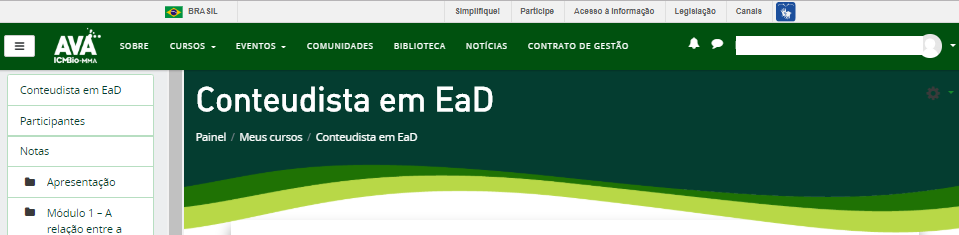 BRASIL
Simplifique! Participe Acesso à informação Legislação Canais
AVA
ICMBio-MMA
SOBRE CURSOS EVENTOS COMUNIDADES BIBLIOTECA NOTÍCIAS CONTRATO DE GESTÃO
Conteudista em EaD
Participantes
Notas
Apresentação
Módulo 1 – A
relação entre a
Conteudista em EaD
Painel / Meus cursos / Conteudista em EaD